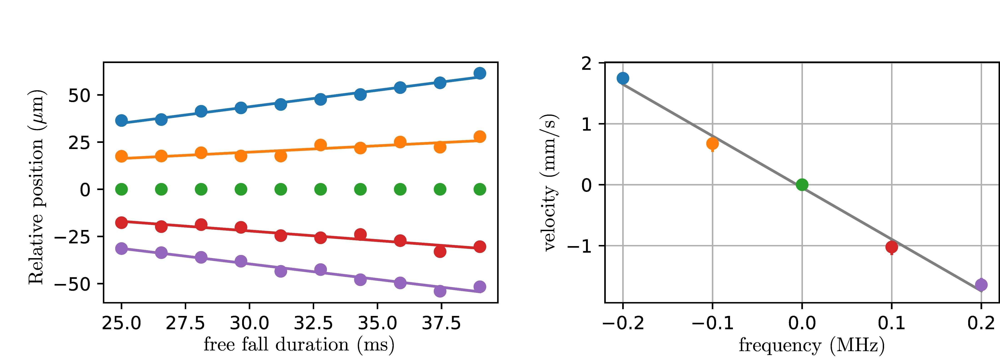 Relative position (μm)
50
25
0
−25
−50
25.0 27.5 30.0 32.5 35.0 37.5
free fall duration (ms)
velocity (mm/s)
2
1
0
−1
−0.2 −0.1 0.0 0.1 0.2
frequency (MHz)